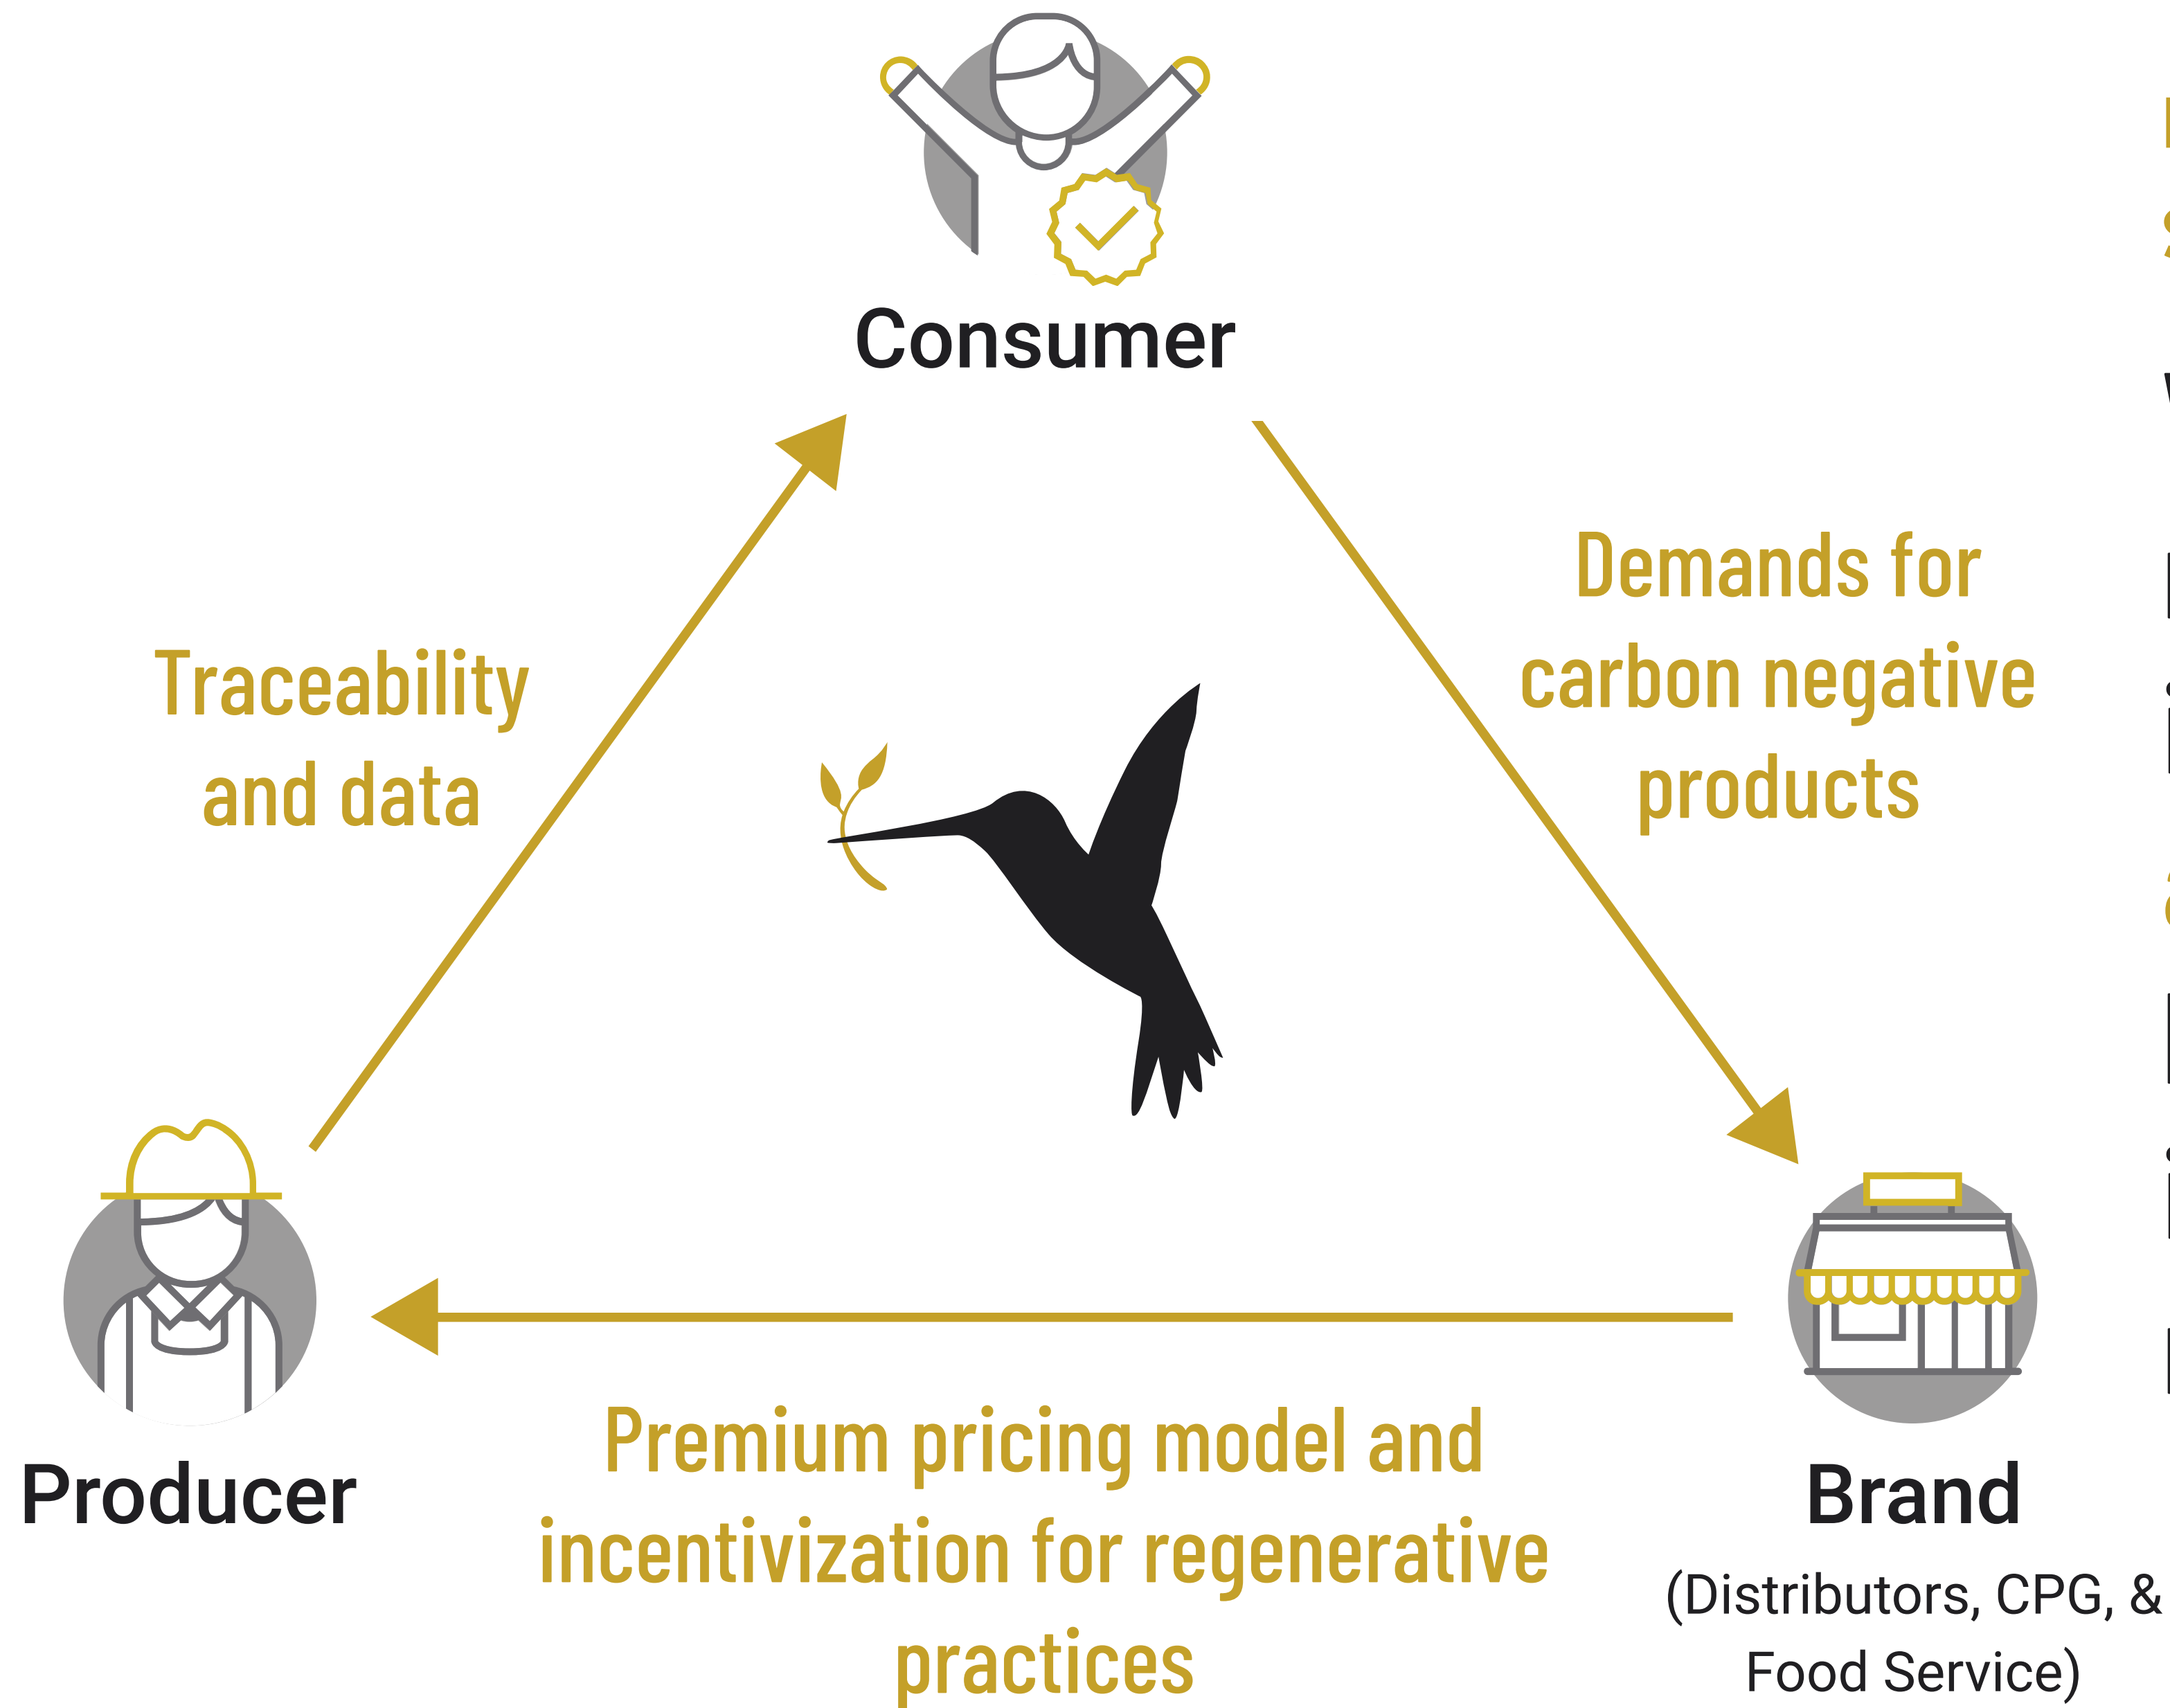 Consumer
Traceability
and data
Demands for
carbon negative
products
Producer
Premium pricing model and
incentivization for regenerative
practices
Brand
(Distributors, CPG, &
Food Service)